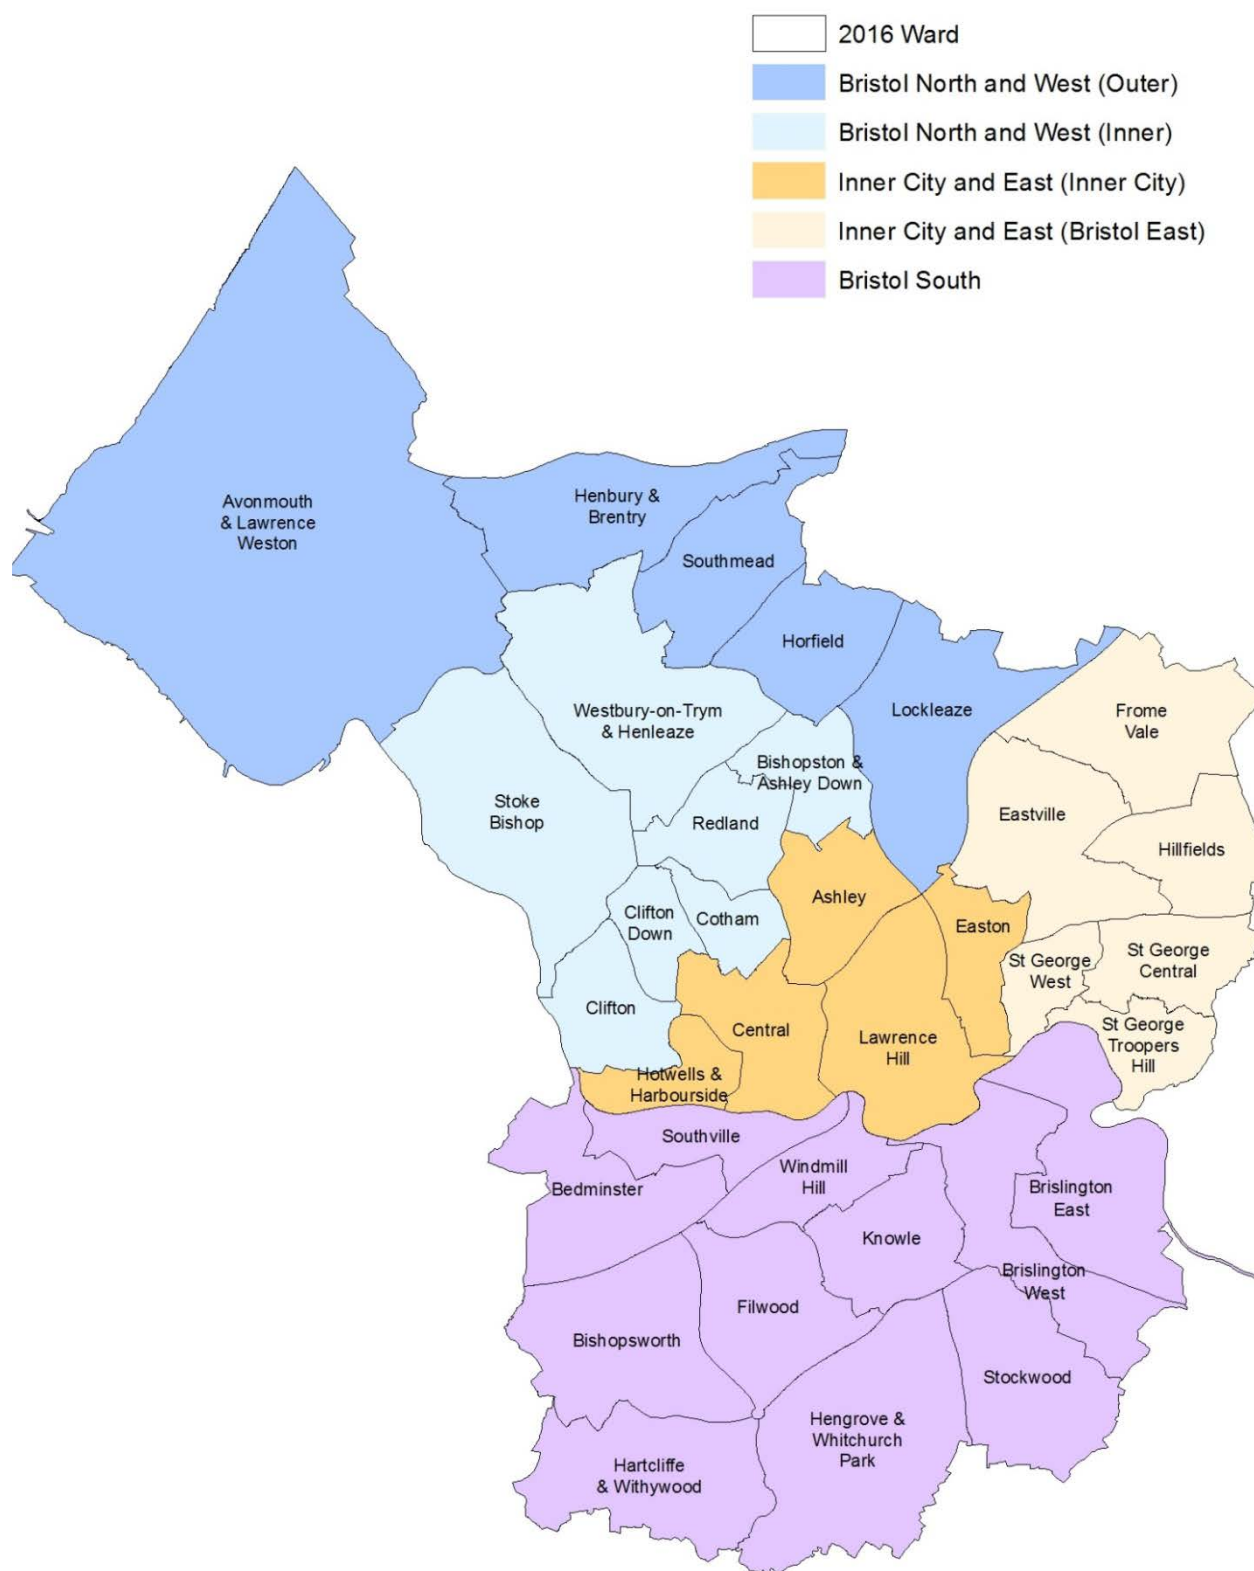 2016 Ward
Bristol North and West (Outer)
Bristol North and West (Inner)
Inner City and East (Inner City)
Inner City and East (Bristol East)
Bristol South
Avonmouth
& Lawrence
Weston
Henbury &
Brentry
Southmead
Horfield
Lockleaze
Westbury-on-Trym
& Henleaze
Frome
Vale
Bishopston &
Ashley Down
Stoke
Bishop
Redland
Eastville
Hillfields
Ashley
Clifton
Down
Cotham
Easton
St George
West
St George
Central
Clifton
Central
Lawrence
Hill
St George
Troopers
Hill
Hotwells &
Harbourside
Southville
Windmill
Hill
Bedminster
Brislington
East
Knowle
Brislington
West
Filwood
Bishopsworth
Stockwood
Hengrove &
Whitchurch
Park
Hartcliffe
& Withywood